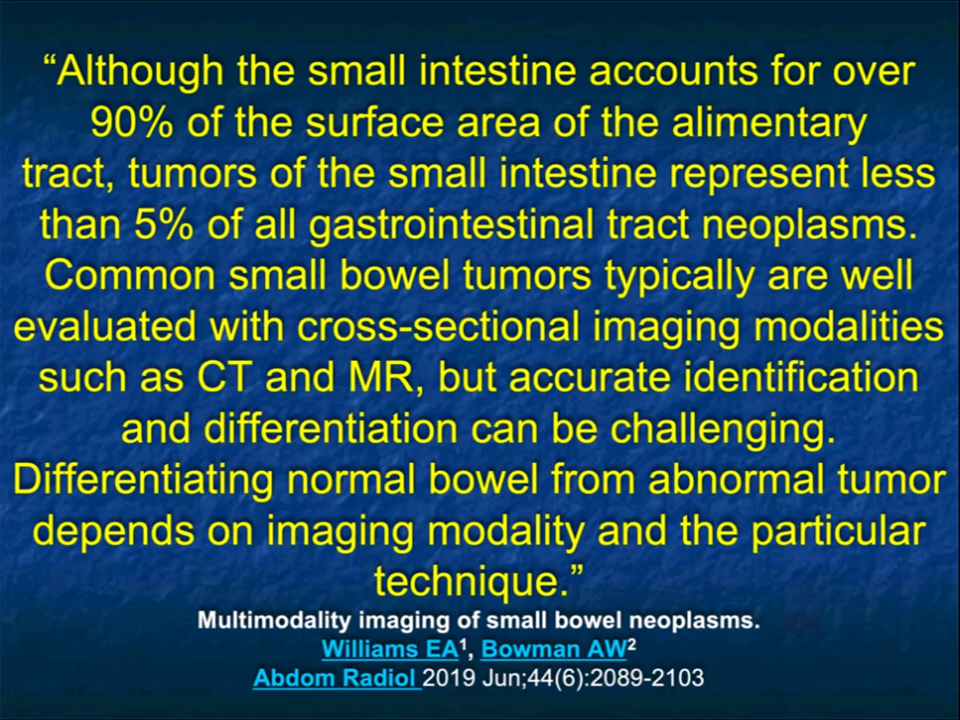 “Although the small intestine accounts for over
90% of the surface area of the alimentary
tract, tumors of the small intestine represent less
than 5% of all gastrointestinal tract neoplasms.
Common small bowel tumors typically are well
evaluated with cross-sectional imaging modalities
such as CT and MR, but accurate identification
and differentiation can be challenging.
Differentiating normal bowel from abnormal tumor
depends on imaging modality and the particular
technique.”
Multimodality imaging of small bowel neoplasms.
Williams EA¹, Bowman AW²
Abdom Radiol 2019 Jun;44(6):2089-2103